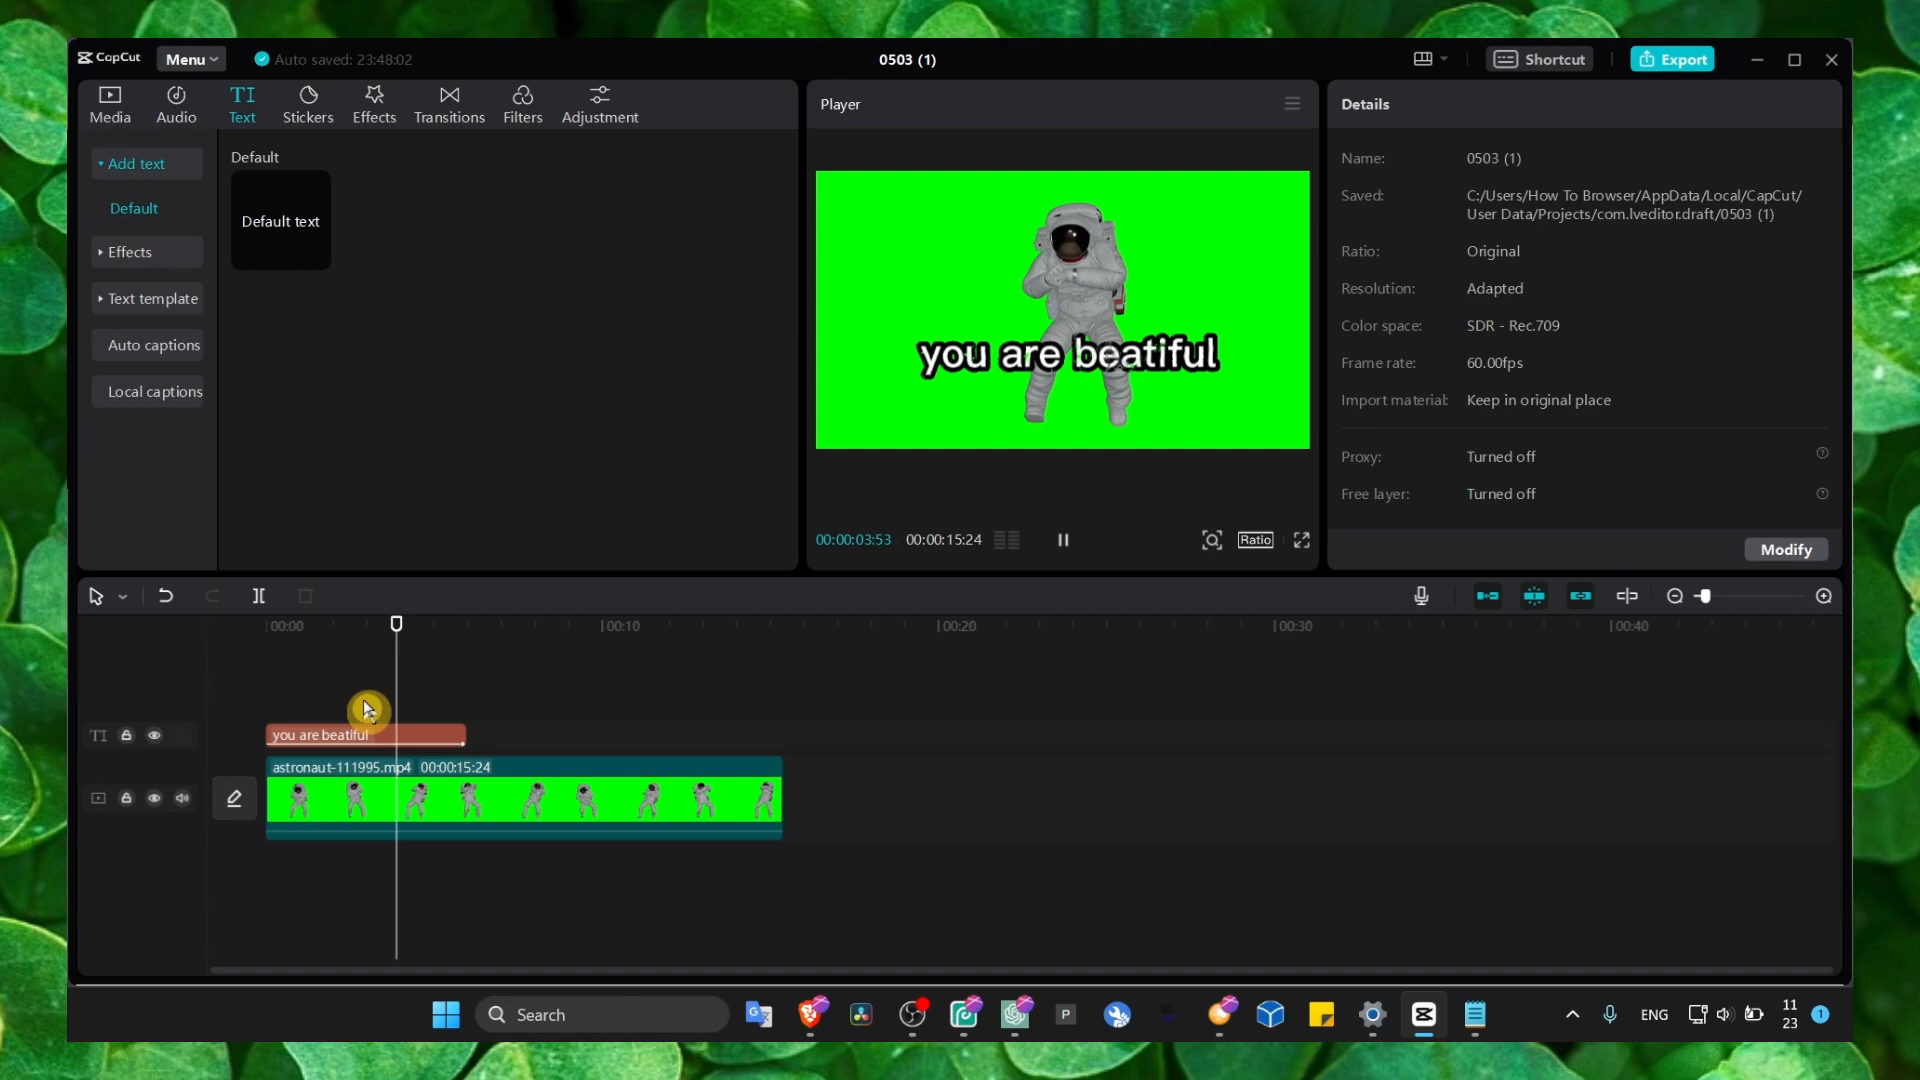 CapCut
Menu
Auto saved: 23:48:02
0503 (1)
Shortcut
Export
Media
Audio
TI
Text
Stickers
Effects
Transitions
Filters
Adjustment
Add text
Default
Effects
Text template
Auto captions
Local captions
Default
Default text
Player
you are beatiful
00:00:03:53 00:00:15:24
Ratio
Details
Name: 0503 (1)
Saved: C:/Users/How To Browser/AppData/Local/CapCut/
User Data/Projects/com.lveditor.draft/0503 (1)
Ratio: Original
Resolution: Adapted
Color space: SDR - Rec.709
Frame rate: 60.00fps
Import material: Keep in original place
Proxy: Turned off
Free layer: Turned off
Modify
00:00 00:10 00:20 00:30 00:40
TI
you are beatiful
astronaut-111995.mp4 00:00:15:24
Search
G
P
ENG
11
23
1